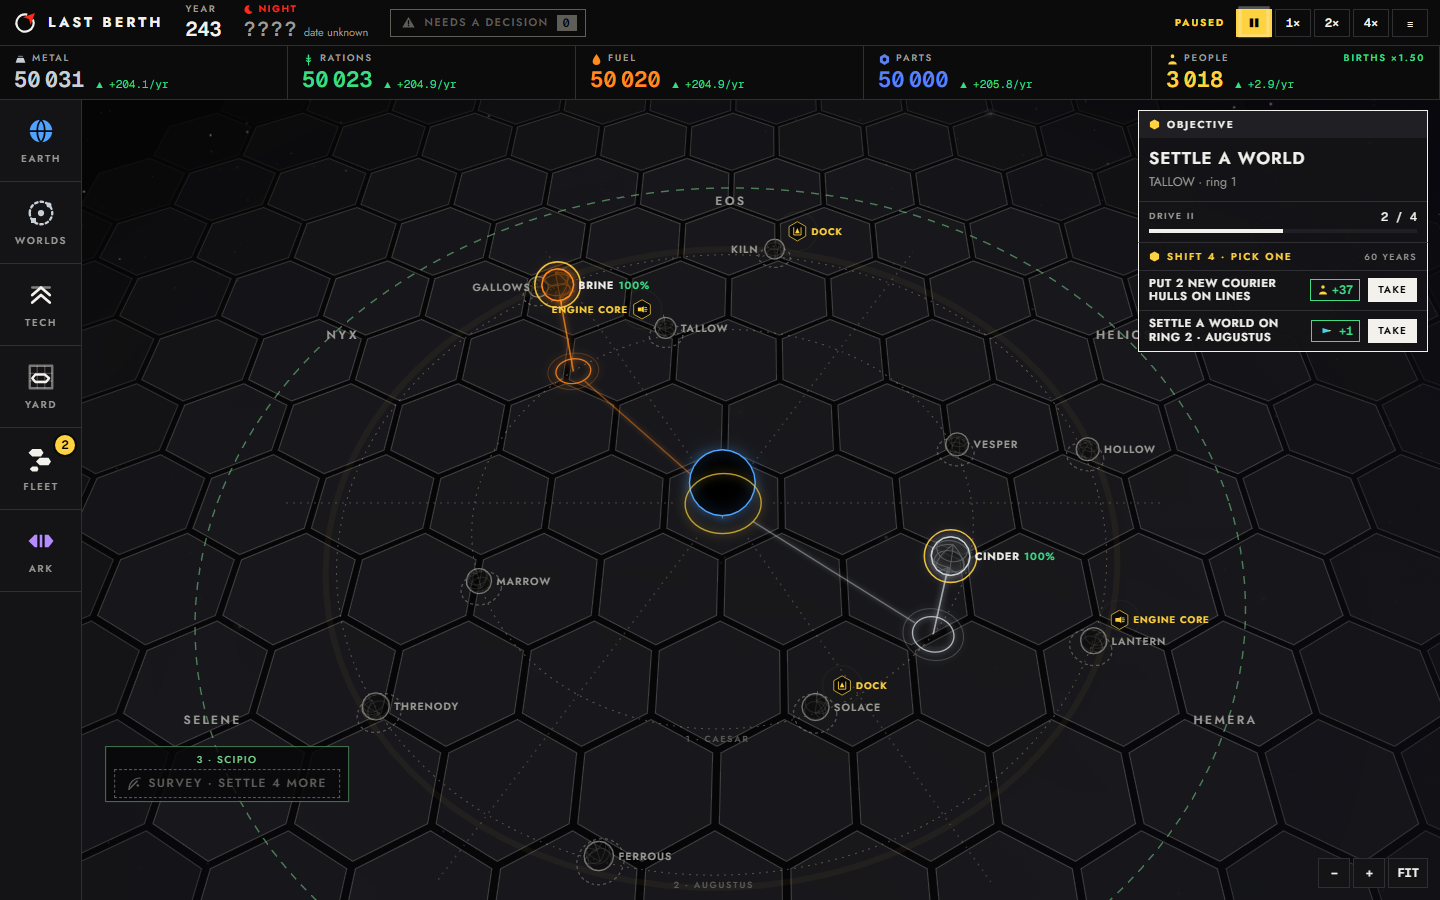 LAST BERTH
YEAR
243
NIGHT
???? date unknown
NEEDS A DECISION 0
PAUSED
1×
2×
4×
METAL
50 031 ▲ +204.1/yr
RATIONS
50 023 ▲ +204.9/yr
FUEL
50 020 ▲ +204.9/yr
PARTS
50 000 ▲ +205.8/yr
PEOPLE
BIRTHS ×1.50
3 018 ▲ +2.9/yr
EARTH
WORLDS
TECH
YARD
2
FLEET
ARK
OBJECTIVE
SETTLE A WORLD
TALLOW · ring 1
DRIVE II
2 / 4
SHIFT 4 · PICK ONE
60 YEARS
PUT 2 NEW COURIER
HULLS ON LINES
+37
TAKE
SETTLE A WORLD ON
RING 2 · AUGUSTUS
+1
TAKE
EOS
DOCK
KILN
GALLOWS
BRINE 100%
ENGINE CORE
TALLOW
NYX
HELIO
VESPER
HOLLOW
MARROW
CINDER 100%
ENGINE CORE
LANTERN
DOCK
SOLACE
THRENODY
SELENE
HEMERA
1 · CAESAR
3 · SCIPIO
SURVEY · SETTLE 4 MORE
FERROUS
2 · AUGUSTUS
−
+
FIT